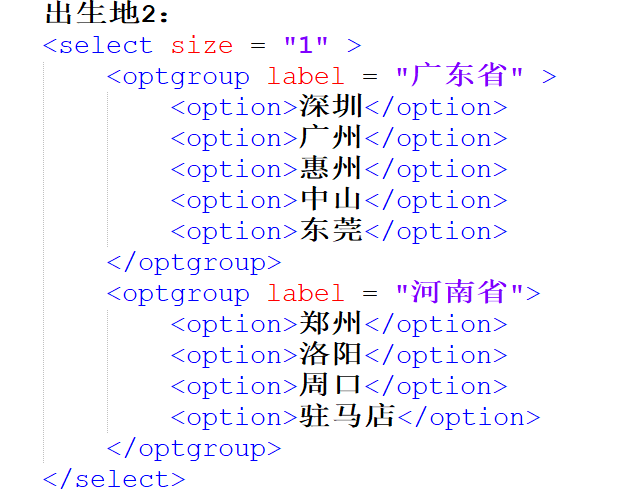 出生地2:
<select size = "1" >
<optgroup label = "广东省" >
<option>深圳</option>
<option>广州</option>
<option>惠州</option>
<option>中山</option>
<option>东莞</option>
</optgroup>
<optgroup label = "河南省">
<option>郑州</option>
<option>洛阳</option>
<option>周口</option>
<option>驻马店</option>
</optgroup>
</select>